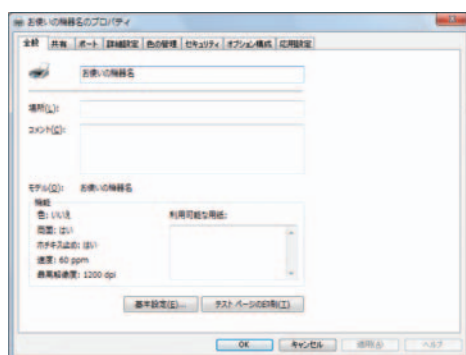 お使いの機器名のプロパティ
全般 共有 ポート 詳細設定 色の管理 セキュリティ オプション構成 応用設定
お使いの機器名
場所(L):
コメント(C):
モデル(O): お使いの機器名
機能
色: いいえ 利用可能な用紙:
両面: はい
ホチキス止め: はい
速度: 60 ppm
最高解像度: 1200 dpi
基本設定(E)... テスト ページの印刷(T)
OK キャンセル 適用(A) ヘルプ